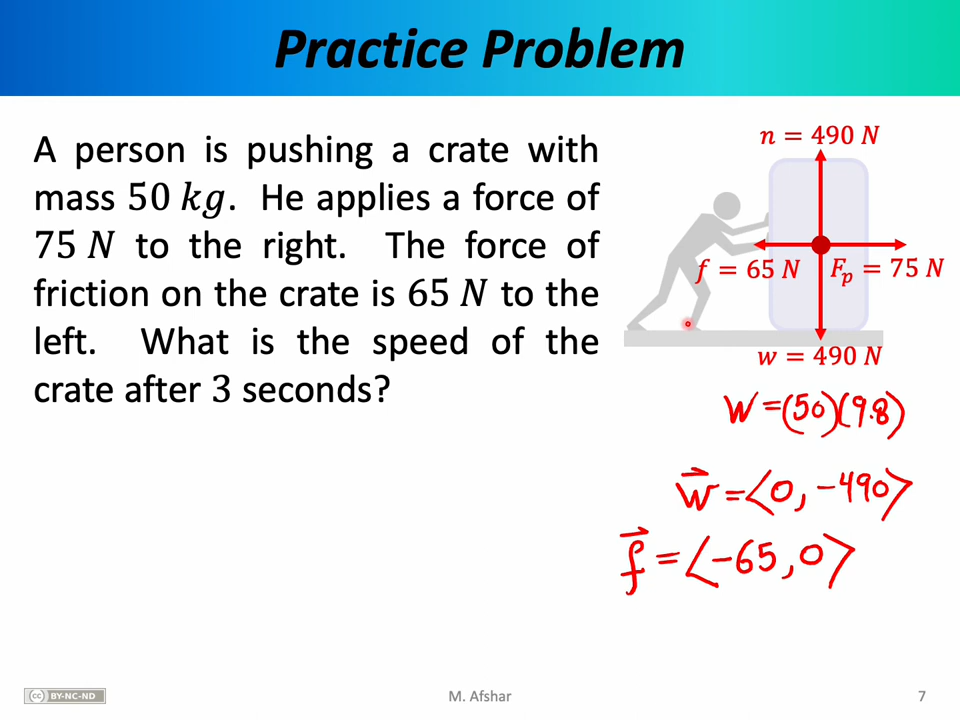 Practice Problem
A person is pushing a crate with
mass 50 kg. He applies a force of
75 N to the right. The force of
friction on the crate is 65 N to the
left. What is the speed of the
crate after 3 seconds?
n = 490 N
f = 65 N
F_p = 75 N
w = 490 N
W = (50)(9.8)
w⃗ = ⟨0, -490⟩
f⃗ = ⟨-65, 0⟩
cc BY-NC-ND
M. Afshar
7